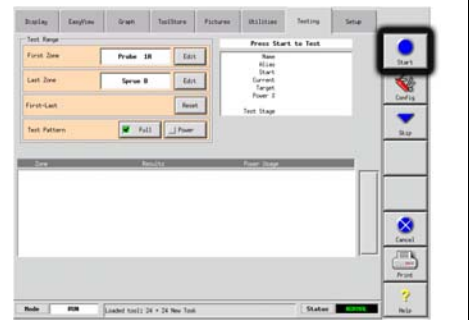 Display EasyView Graph ToolStore Pictures Utilities Testing Setup
Test Range
First Zone Probe 1R Edit
Last Zone Sprue 8 Edit
First-Last Reset
Test Pattern Full Power
Press Start to Test
Name
Alias
Start
Current
Target
Power X
Test Stage
Zone Results Power Usage
Start
Config
Skip
Cancel
Print
Help
Mode RUN Loaded tool: 24 + 24 New Task Status NORMAL